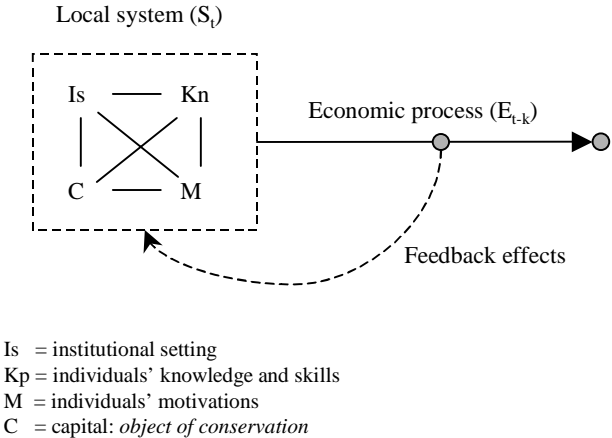 Local system (St)
Is Kn
Economic process (Et-k)
C M
Feedback effects
Is = institutional setting
Kp = individuals’ knowledge and skills
M = individuals’ motivations
C = capital: object of conservation